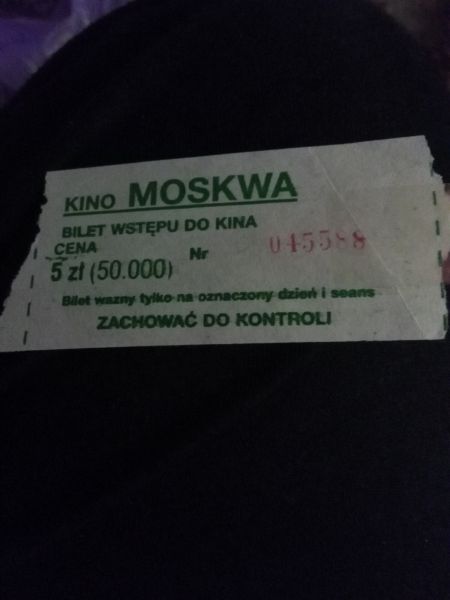 KINO MOSKWA
BILET WSTĘPU DO KINA
CENA
Nr 045588
5 zł (50.000)
Bilet wazny tylko na oznaczony dzień i seans
ZACHOWAĆ DO KONTROLI